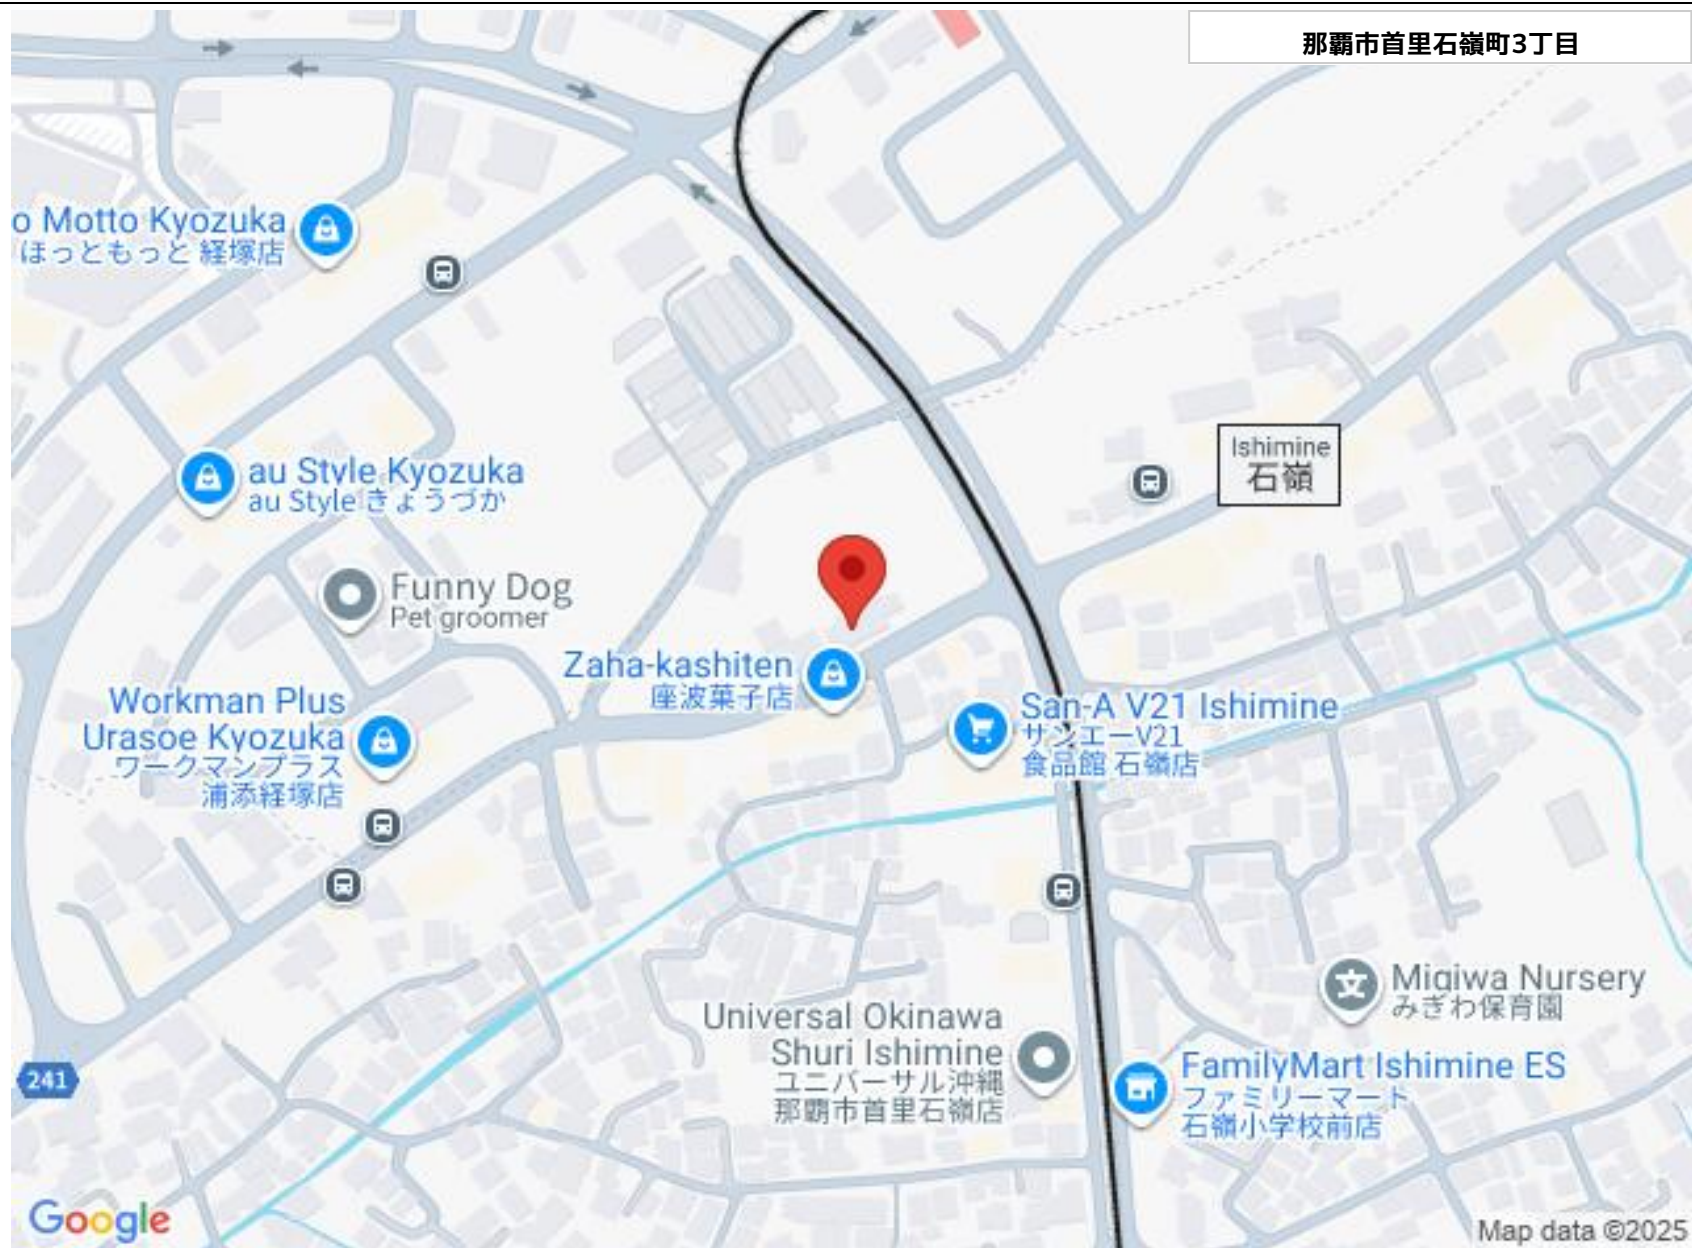 那覇市首里石嶺町3丁目
o Motto Kyozuka
ほっともっと 経塚店
Ishimine
石嶺
au Style Kyozuka
au Style きょうづか
Funny Dog
Pet groomer
Zaha-kashiten
座波菓子店
Workman Plus
Urasoe Kyozuka
ワークマンプラス
浦添経塚店
San-A V21 Ishimine
サンエーV21
食品館 石嶺店
Migiwa Nursery
みぎわ保育園
Universal Okinawa
Shuri Ishimine
ユニバーサル沖縄
那覇市首里石嶺店
FamilyMart Ishimine ES
ファミリーマート
石嶺小学校前店
241
Google
Map data ©2025